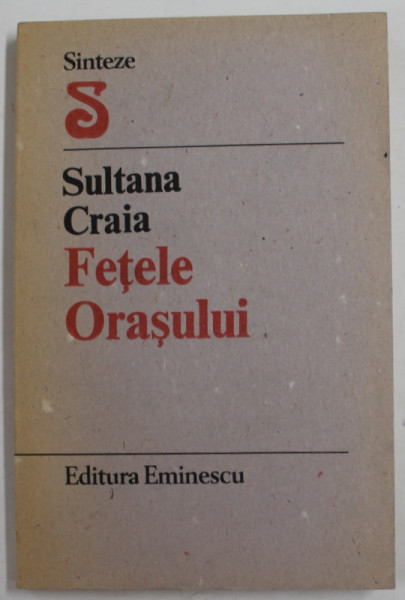 Sinteze
S
Sultana
Craia
Fețele
Orașului
Editura Eminescu